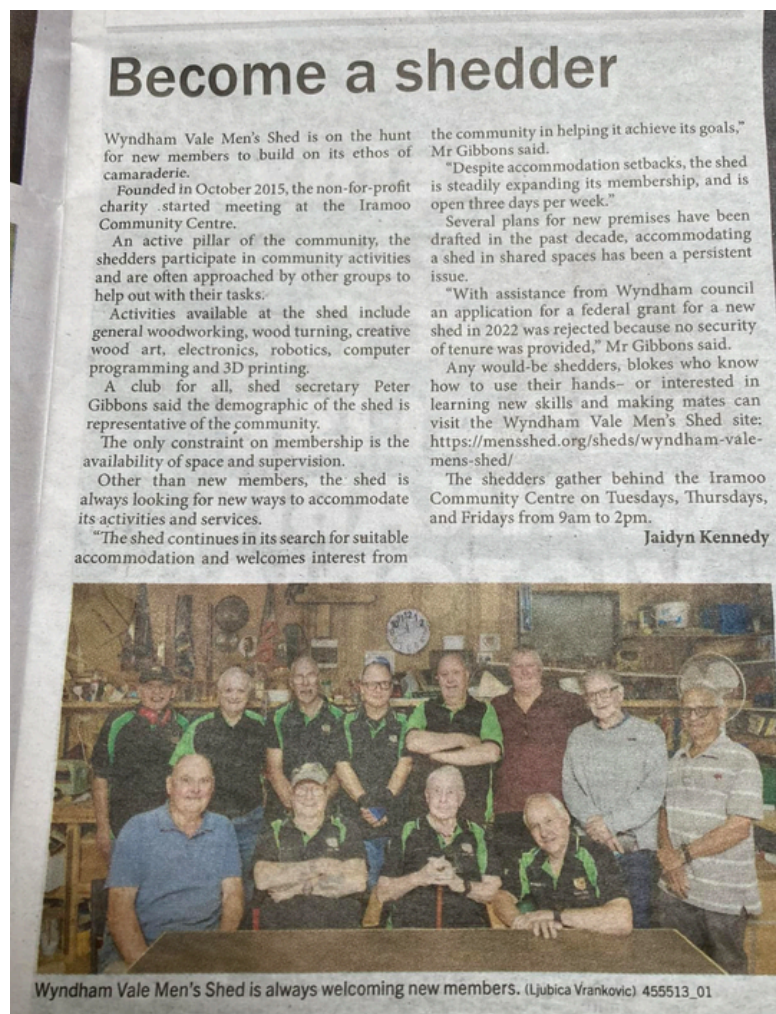 Become a shedder
Wyndham Vale Men's Shed is on the hunt
for new members to build on its ethos of
camaraderie.
Founded in October 2015, the non-for-profit
charity started meeting at the Iramoo
Community Centre.
An active pillar of the community, the
shedders participate in community activities
and are often approached by other groups to
help out with their tasks.
Activities available at the shed include
general woodworking, wood turning, creative
wood art, electronics, robotics, computer
programming and 3D printing.
A club for all, shed secretary Peter
Gibbons said the demographic of the shed is
representative of the community.
The only constraint on membership is the
availability of space and supervision.
Other than new members, the shed is
always looking for new ways to accommodate
its activities and services.
"The shed continues in its search for suitable
accommodation and welcomes interest from
the community in helping it achieve its goals,"
Mr Gibbons said.
"Despite accommodation setbacks, the shed
is steadily expanding its membership, and is
open three days per week."
Several plans for new premises have been
drafted in the past decade, accommodating
a shed in shared spaces has been a persistent
issue.
"With assistance from Wyndham council
an application for a federal grant for a new
shed in 2022 was rejected because no security
of tenure was provided," Mr Gibbons said.
Any would-be shedders, blokes who know
how to use their hands– or interested in
learning new skills and making mates can
visit the Wyndham Vale Men's Shed site:
https://mensshed.org/sheds/wyndham-vale-
mens-shed/
The shedders gather behind the Iramoo
Community Centre on Tuesdays, Thursdays,
and Fridays from 9am to 2pm.
Jaidyn Kennedy
Wyndham Vale Men's Shed is always welcoming new members. (Ljubica Vrankovic) 455513_01